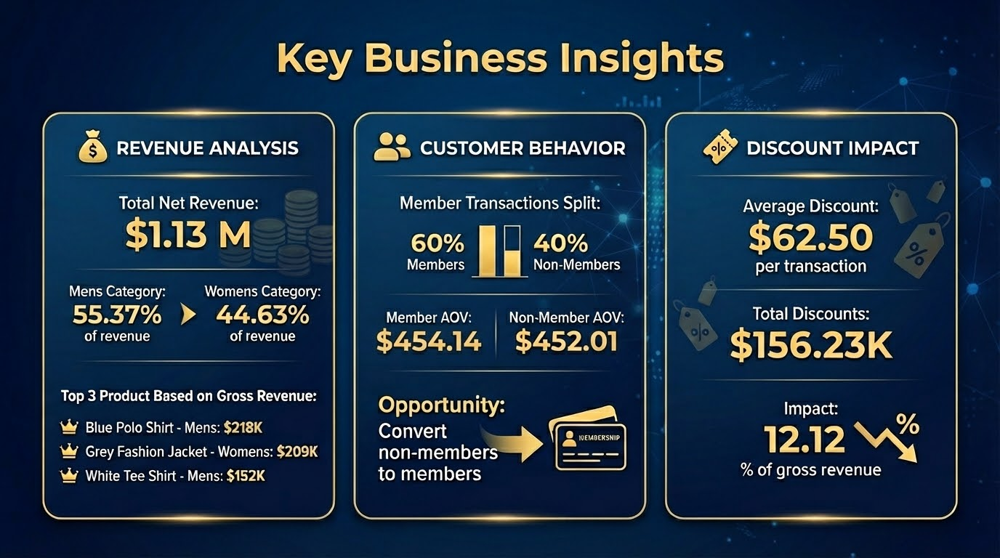 Key Business Insights
$
REVENUE ANALYSIS
Total Net Revenue:
$1.13 M
Mens Category:
55.37%
of revenue
Womens Category:
44.63%
of revenue
Top 3 Product Based on Gross Revenue:
Blue Polo Shirt - Mens: $218K
Grey Fashion Jacket - Womens: $209K
White Tee Shirt - Mens: $152K
CUSTOMER BEHAVIOR
Member Transactions Split:
60%
Members
40%
Non-Members
Member AOV:
$454.14
Non-Member AOV:
$452.01
Opportunity:
Convert
non-members
to members
%
DISCOUNT IMPACT
Average Discount:
$62.50
per transaction
%
Total Discounts:
$156.23K
%
Impact:
12.12
%
% of gross revenue